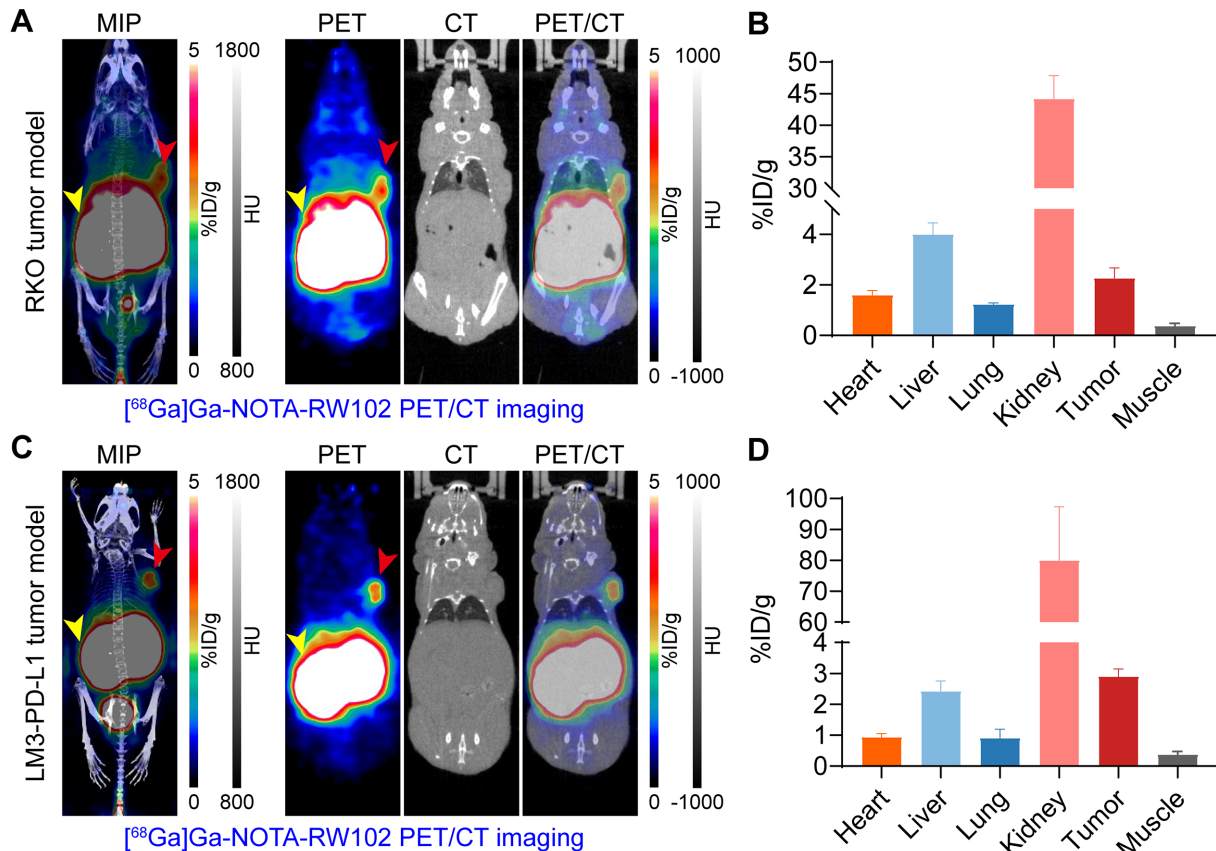 A
MIP
PET
CT
PET/CT
RKO tumor model
5
1800
%ID/g
HU
0
800
5
1000
%ID/g
HU
0
-1000
[⁶⁸Ga]Ga-NOTA-RW102 PET/CT imaging
B
%ID/g
50
45
40
35
30
4
2
0
Heart
Liver
Lung
Kidney
Tumor
Muscle
C
MIP
PET
CT
PET/CT
LM3-PD-L1 tumor model
5
1800
%ID/g
HU
0
800
5
1000
%ID/g
HU
0
-1000
[⁶⁸Ga]Ga-NOTA-RW102 PET/CT imaging
D
%ID/g
100
90
80
70
60
4
3
2
1
0
Heart
Liver
Lung
Kidney
Tumor
Muscle